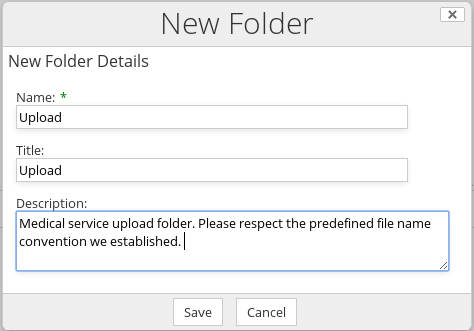 New Folder
New Folder Details
Name: *
Upload
Title:
Upload
Description:
Medical service upload folder. Please respect the predefined file name
convention we established.
Save
Cancel